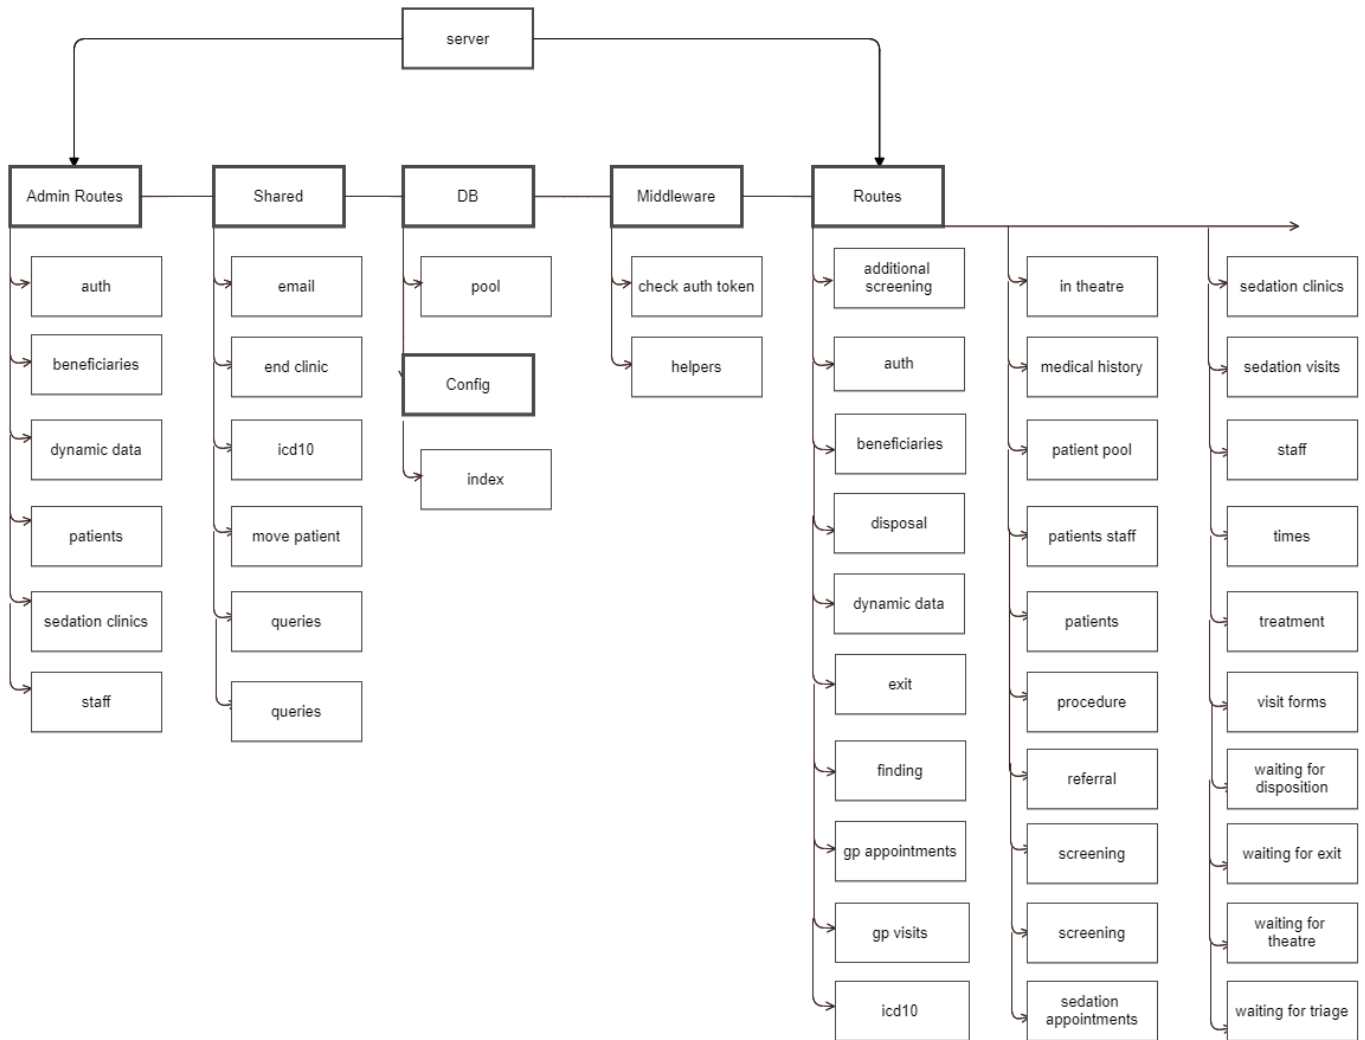 server
Admin Routes
Shared
DB
Middleware
Routes
auth
beneficiaries
dynamic data
patients
sedation clinics
staff
email
end clinic
icd10
move patient
queries
queries
pool
Config
index
check auth token
helpers
additional
screening
auth
beneficiaries
disposal
dynamic data
exit
finding
gp appointments
gp visits
icd10
in theatre
medical history
patient pool
patients staff
patients
procedure
referral
screening
screening
sedation
appointments
sedation clinics
sedation visits
staff
times
treatment
visit forms
waiting for
disposition
waiting for exit
waiting for
theatre
waiting for triage